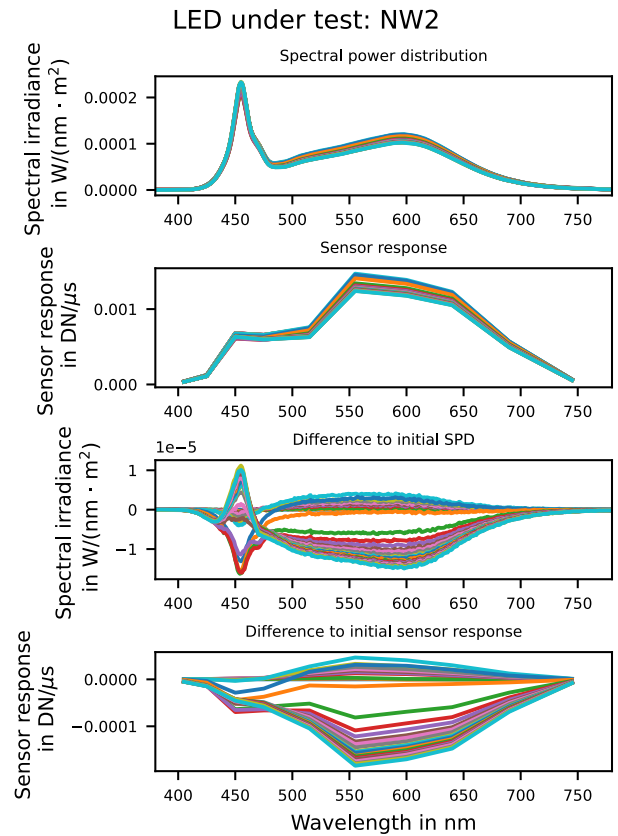 LED under test: NW2
Spectral power distribution
Spectral irradiance
in W/(nm · m²)
0.0002
0.0001
0.0000
400 450 500 550 600 650 700 750
Sensor response
Sensor response
in DN/μs
0.001
0.000
400 450 500 550 600 650 700 750
Difference to initial SPD
1e−5
Spectral irradiance
in W/(nm · m²)
1
0
−1
400 450 500 550 600 650 700 750
Difference to initial sensor response
Sensor response
in DN/μs
0.0000
−0.0001
400 450 500 550 600 650 700 750
Wavelength in nm